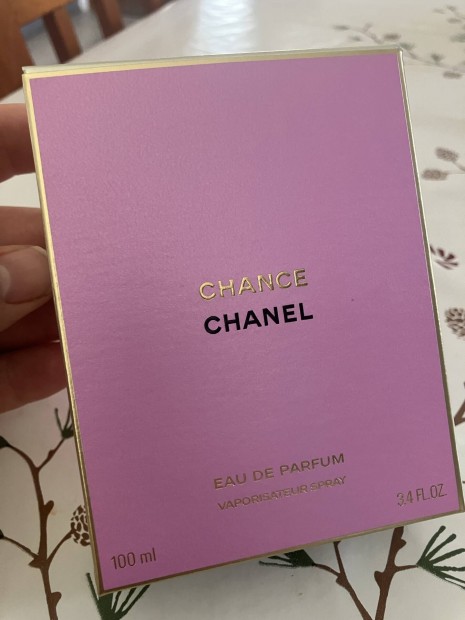 CHANCE
CHANEL
EAU DE PARFUM
VAPORISATEUR SPRAY
100 ml
3.4 FL.OZ.